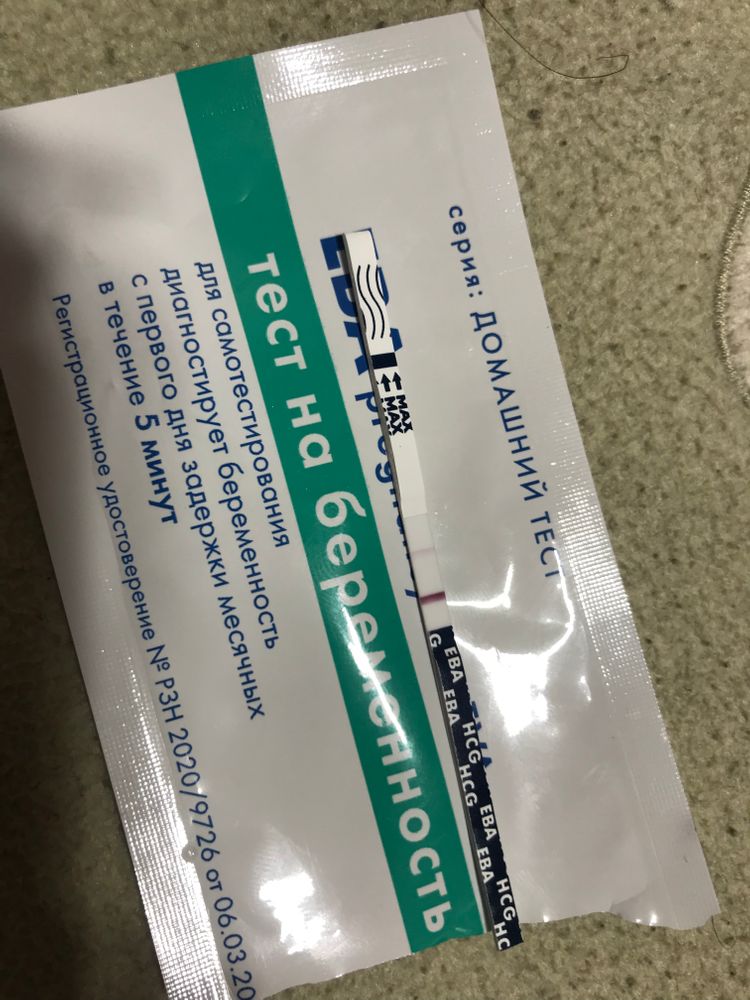 серия: ДОМАШНИЙ ТЕСТ
тест на беременность
для самотестирования
диагностирует беременность
с первого дня задержки месячных
в течение 5 минут
Регистрационное удостоверение № РЗН 2020/9726 от 06.03.20
MAX
MAX
G EBA HCG EBA HCG
EBA HCG EBA HC